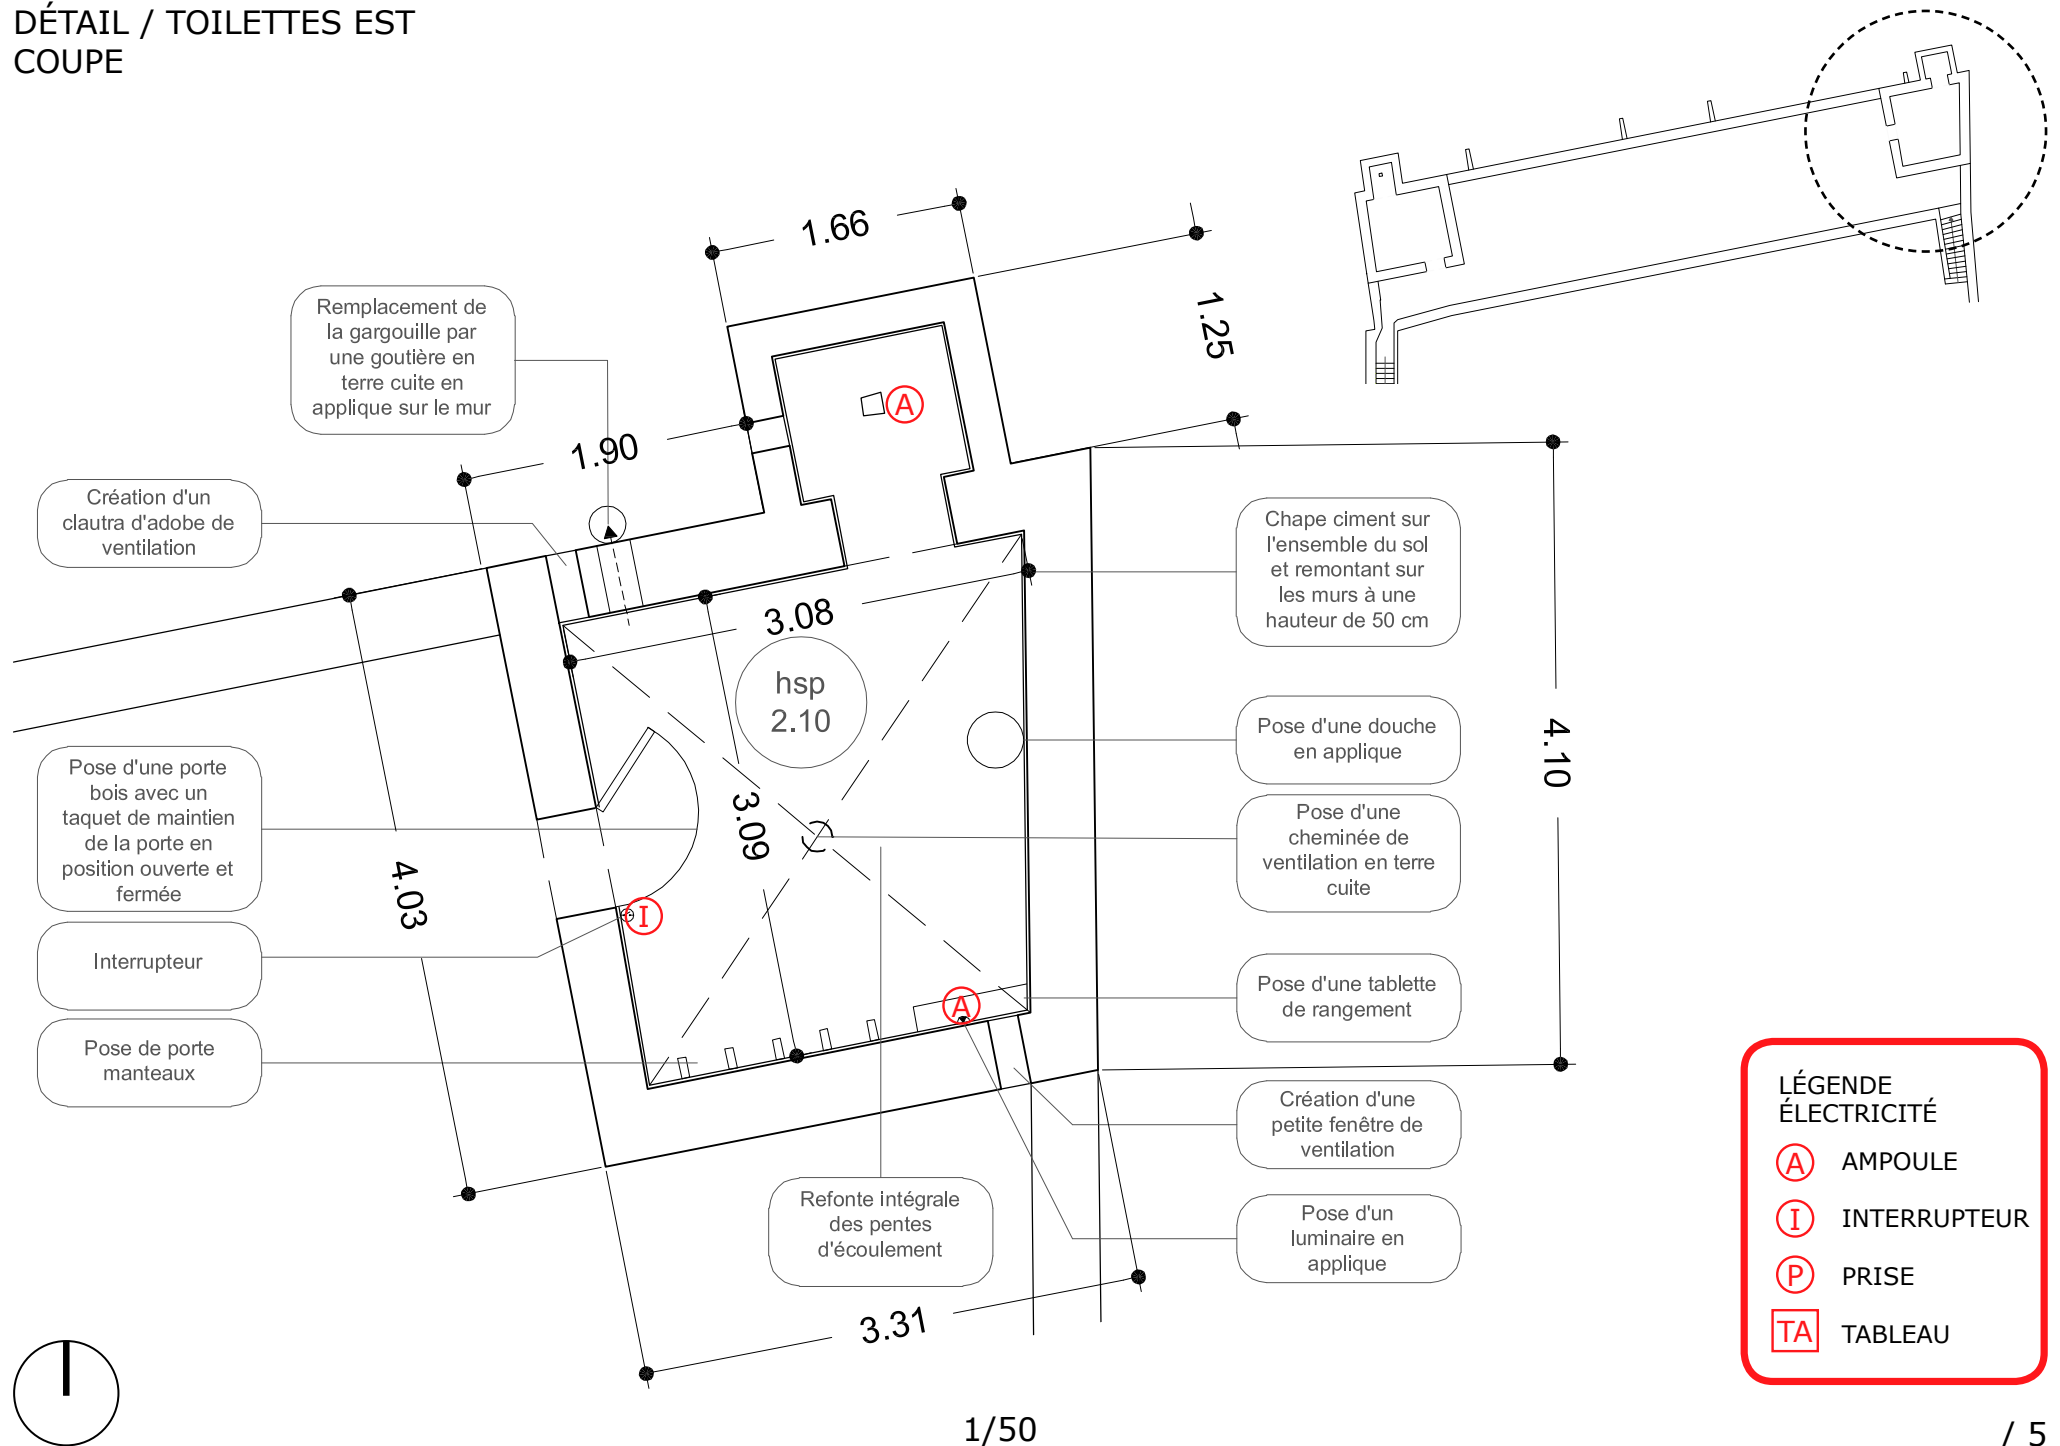 DÉTAIL / TOILETTES EST
COUPE
1.66
1.25
Remplacement de
la gargouille par
une goutière en
terre cuite en
applique sur le mur
A
1.90
Création d'un
clautra d'adobe de
ventilation
Chape ciment sur
l'ensemble du sol
et remontant sur
les murs à une
hauteur de 50 cm
3.08
hsp
2.10
Pose d'une douche
en applique
4.10
Pose d'une porte
bois avec un
taquet de maintien
de la porte en
position ouverte et
fermée
3.09
Pose d'une
cheminée de
ventilation en terre
cuite
4.03
I
Interrupteur
A
Pose d'une tablette
de rangement
Pose de porte
manteaux
Création d'une
petite fenêtre de
ventilation
Refonte intégrale
des pentes
d'écoulement
Pose d'un
luminaire en
applique
3.31
LÉGENDE
ÉLECTRICITÉ
A AMPOULE
I INTERRUPTEUR
P PRISE
TA TABLEAU
1/50
/ 5